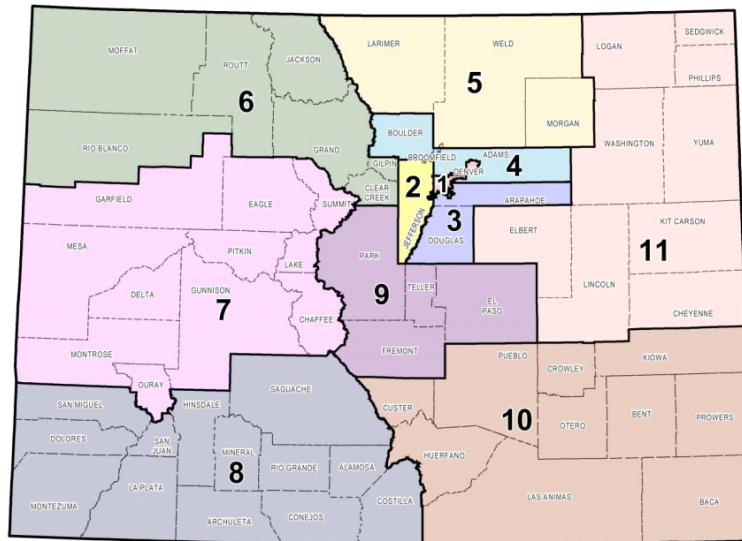 MOFFAT
ROUTT
JACKSON
LARIMER
WELD
LOGAN
SEDGWICK
PHILLIPS
6
5
RIO BLANCO
GRAND
BOULDER
MORGAN
WASHINGTON
YUMA
GILPIN
BROOMFIELD
ADAMS
4
DENVER
CLEAR
CREEK
2
1
GARFIELD
EAGLE
SUMMIT
JEFFERSON
3
ARAPAHOE
DOUGLAS
ELBERT
KIT CARSON
MESA
PITKIN
LAKE
PARK
11
DELTA
GUNNISON
7
9
TELLER
EL
PASO
LINCOLN
CHEYENNE
CHAFFEE
MONTROSE
FREMONT
PUEBLO
CROWLEY
KIOWA
OURAY
SAN MIGUEL
HINSDALE
SAGUACHE
CUSTER
10
OTERO
BENT
PROWERS
DOLORES
SAN
JUAN
MINERAL
8
RIO GRANDE
ALAMOSA
HUERFANO
MONTEZUMA
LA PLATA
ARCHULETA
CONEJOS
COSTILLA
LAS ANIMAS
BACA